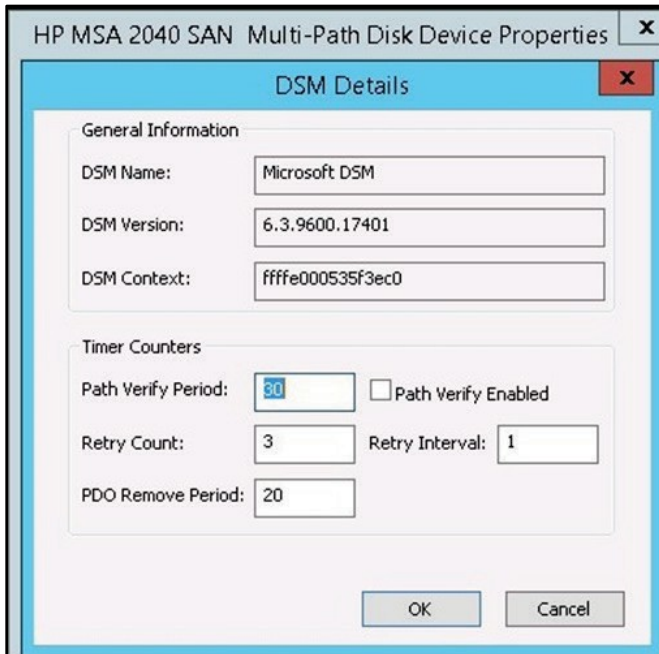 HP MSA 2040 SAN Multi-Path Disk Device Properties x
DSM Details x
General Information
DSM Name: Microsoft DSM
DSM Version: 6.3.9600.17401
DSM Context: ffffe000535f3ec0
Timer Counters
Path Verify Period: 30 Path Verify Enabled
Retry Count: 3 Retry Interval: 1
PDO Remove Period: 20
OK Cancel